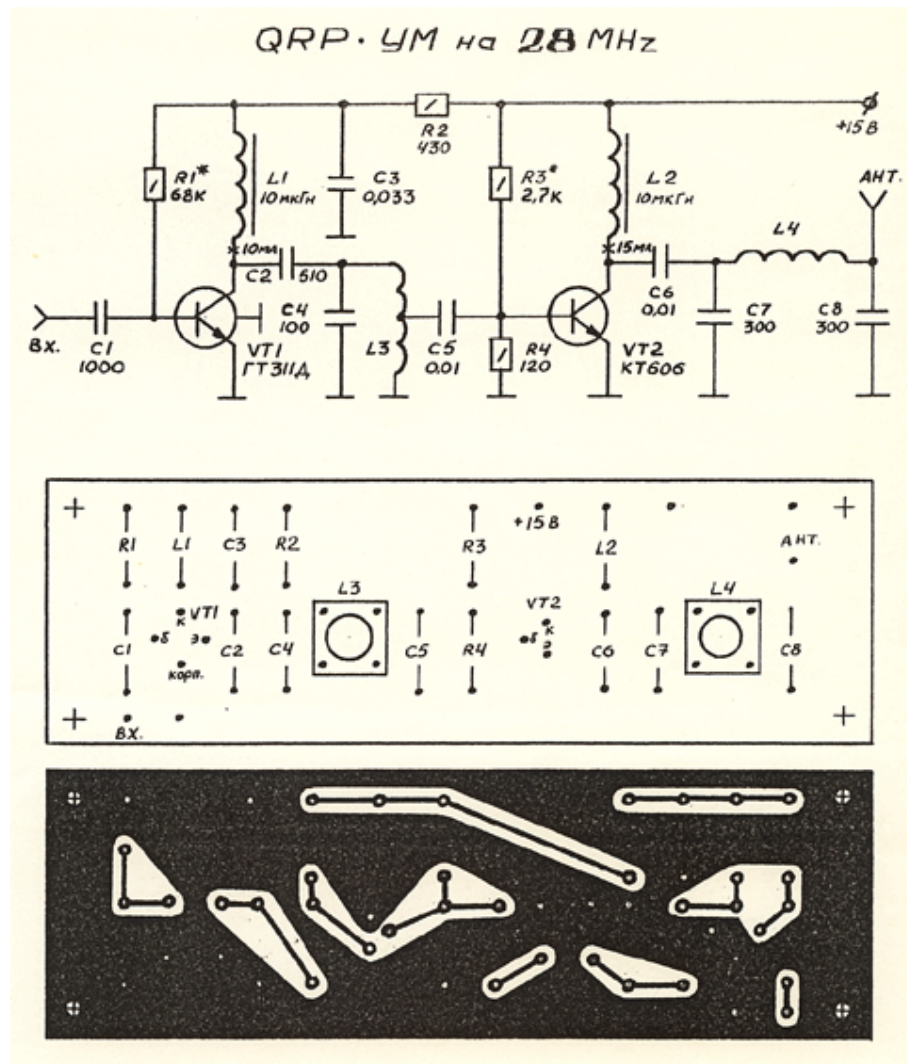 QRP · УМ на 28 MHz
R2
430
+15В
R1*
68К
L1
10мкГн
C3
0,033
R3*
2,7К
L2
10мкГн
АНТ.
10мА
15мА
L4
C2
510
C6
0,01
C4
100
C7
300
C8
300
ВХ.
C1
1000
VT1
ГТ311Д
L3
C5
0,01
R4
120
VT2
КТ606
+15В
R1
L1
C3
R2
R3
L2
АНТ.
L3
L4
VT1
VT2
к
б
э
корп.
к
б
э
C1
C2
C4
C5
R4
C6
C7
C8
ВХ.